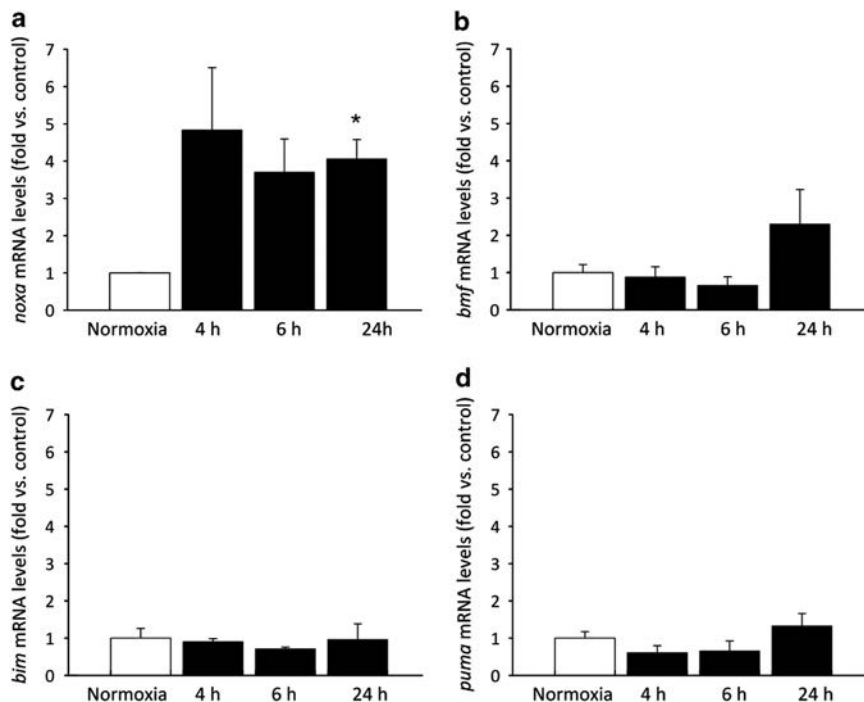 a
noxa mRNA levels (fold vs. control)
7
6
5
4
3
2
1
0
*
Normoxia 4 h 6 h 24h
b
bmf mRNA levels (fold vs. control)
7
6
5
4
3
2
1
0
Normoxia 4 h 6 h 24 h
c
bim mRNA levels (fold vs. control)
7
6
5
4
3
2
1
0
Normoxia 4 h 6 h 24 h
d
puma mRNA levels (fold vs. control)
7
6
5
4
3
2
1
0
Normoxia 4 h 6 h 24 h